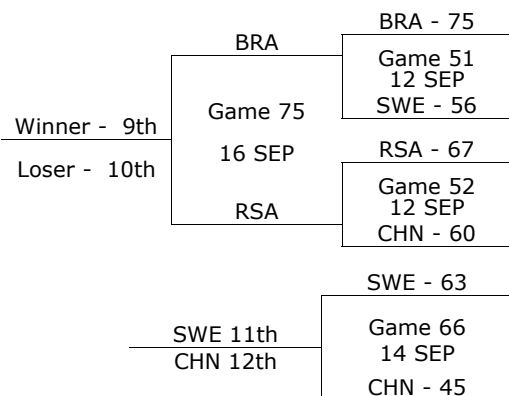 BRA - 75
BRA
Game 51
12 SEP
SWE - 56
Game 75
Winner - 9th
16 SEP
RSA - 67
Loser - 10th
Game 52
12 SEP
RSA
CHN - 60
SWE - 63
SWE 11th
Game 66
CHN 12th
14 SEP
CHN - 45